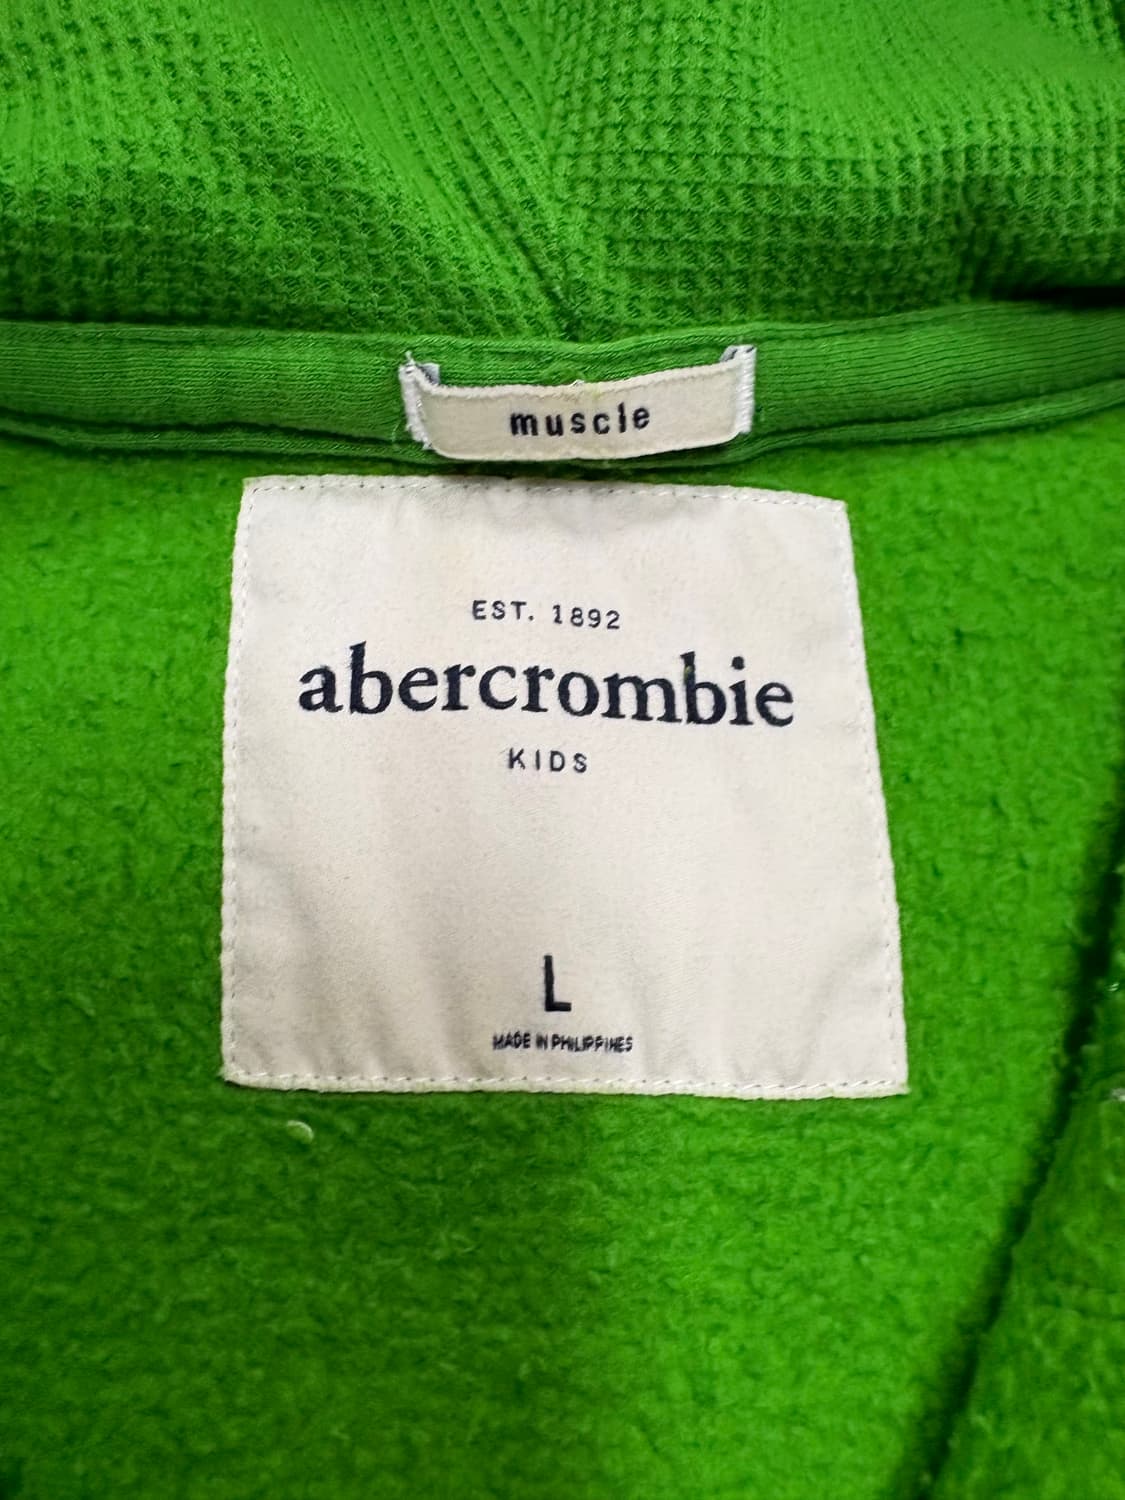 muscle
EST. 1892
abercrombie
KIDS
L
MADE IN PHILIPPINES